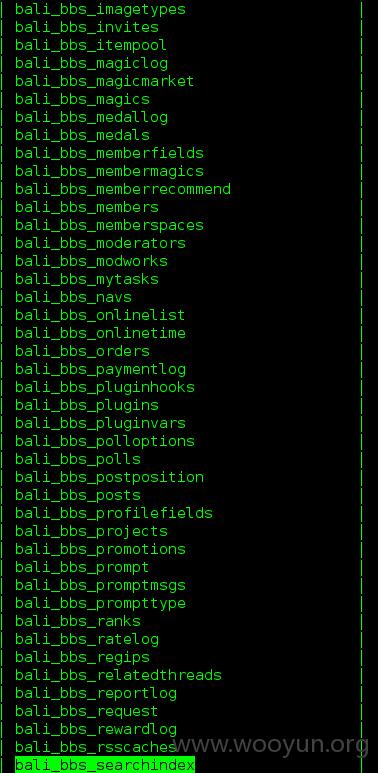 | bali_bbs_imagetypes |
| bali_bbs_invites |
| bali_bbs_itempool |
| bali_bbs_magiclog |
| bali_bbs_magicmarket |
| bali_bbs_magics |
| bali_bbs_medallog |
| bali_bbs_medals |
| bali_bbs_memberfields |
| bali_bbs_membermagics |
| bali_bbs_memberrecommend |
| bali_bbs_members |
| bali_bbs_memberspaces |
| bali_bbs_moderators |
| bali_bbs_modworks |
| bali_bbs_mytasks |
| bali_bbs_navs |
| bali_bbs_onlinelist |
| bali_bbs_onlinetime |
| bali_bbs_orders |
| bali_bbs_paymentlog |
| bali_bbs_pluginhooks |
| bali_bbs_plugins |
| bali_bbs_pluginvars |
| bali_bbs_polloptions |
| bali_bbs_polls |
| bali_bbs_postposition |
| bali_bbs_posts |
| bali_bbs_profilefields |
| bali_bbs_projects |
| bali_bbs_promotions |
| bali_bbs_prompt |
| bali_bbs_promptmsgs |
| bali_bbs_prompttype |
| bali_bbs_ranks |
| bali_bbs_ratelog |
| bali_bbs_regips |
| bali_bbs_relatedthreads |
| bali_bbs_reportlog |
| bali_bbs_request |
| bali_bbs_rewardlog |
| bali_bbs_rsscaches |
| bali_bbs_searchindex |
www.wooyun.org